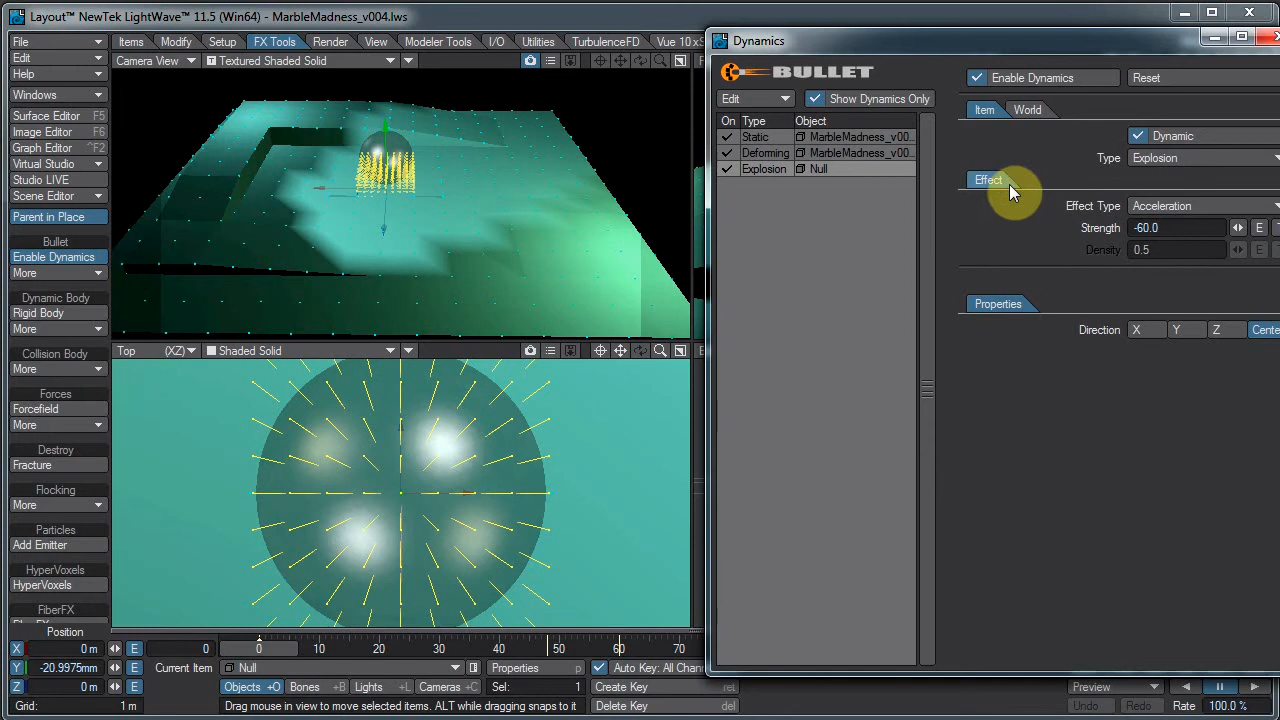 Layout™ NewTek LightWave™ 11.5 (Win64) - MarbleMadness_v004.lws
File
Edit
Help
Windows
Surface Editor F5
Image Editor F6
Graph Editor ^F2
Virtual Studio
Studio LIVE
Scene Editor
Parent in Place
Bullet
Enable Dynamics
More
Dynamic Body
Rigid Body
More
Collision Body
More
Forces
Forcefield
More
Destroy
Fracture
Flocking
More
Particles
Add Emitter
HyperVoxels
HyperVoxels
FiberFX
Items Modify Setup FX Tools Render View Modeler Tools I/O Utilities TurbulenceFD Vue 10x
Camera View Textured Shaded Solid
Top (XZ) Shaded Solid
Dynamics
BULLET
Enable Dynamics Reset
Edit Show Dynamics Only
Item World
On Type Object
Static MarbleMadness_v00
Deforming MarbleMadness_v00...
Explosion Null
Dynamic
Type Explosion
Effect
Effect Type Acceleration
Strength -60.0 E
Density 0.5 E
Properties
Direction X Y Z Cente
Position
X 0 m E 0 0 0 10 20 30 40 50 60 70
Y -20.9975mm E Current Item Null Properties p Auto Key: All Chann
Z 0 m E Objects +O Bones +B Lights +L Cameras +C Sel: 1 Create Key ret
Grid: 1 m Drag mouse in view to move selected items. ALT while dragging snaps to it Delete Key del
Preview
Undo Redo Rate 100.0 %